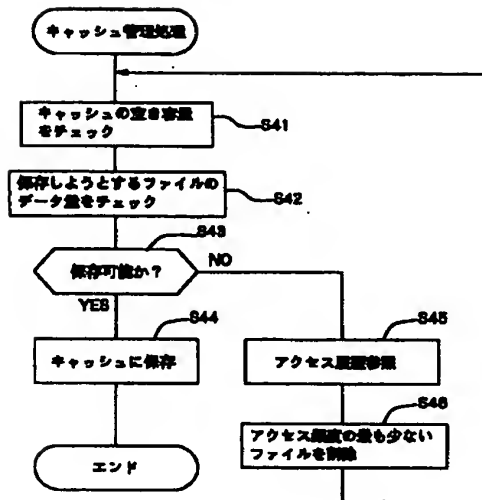 キャッシュ管理処理
キャッシュの空き容量
をチェック
S41
保存しようとするファイルの
データ量をチェック
S42
S43
保存可能か?
NO
YES
S44
キャッシュに保存
S45
アクセス履歴参照
S46
アクセス頻度の最も少ない
ファイルを削除
エンド